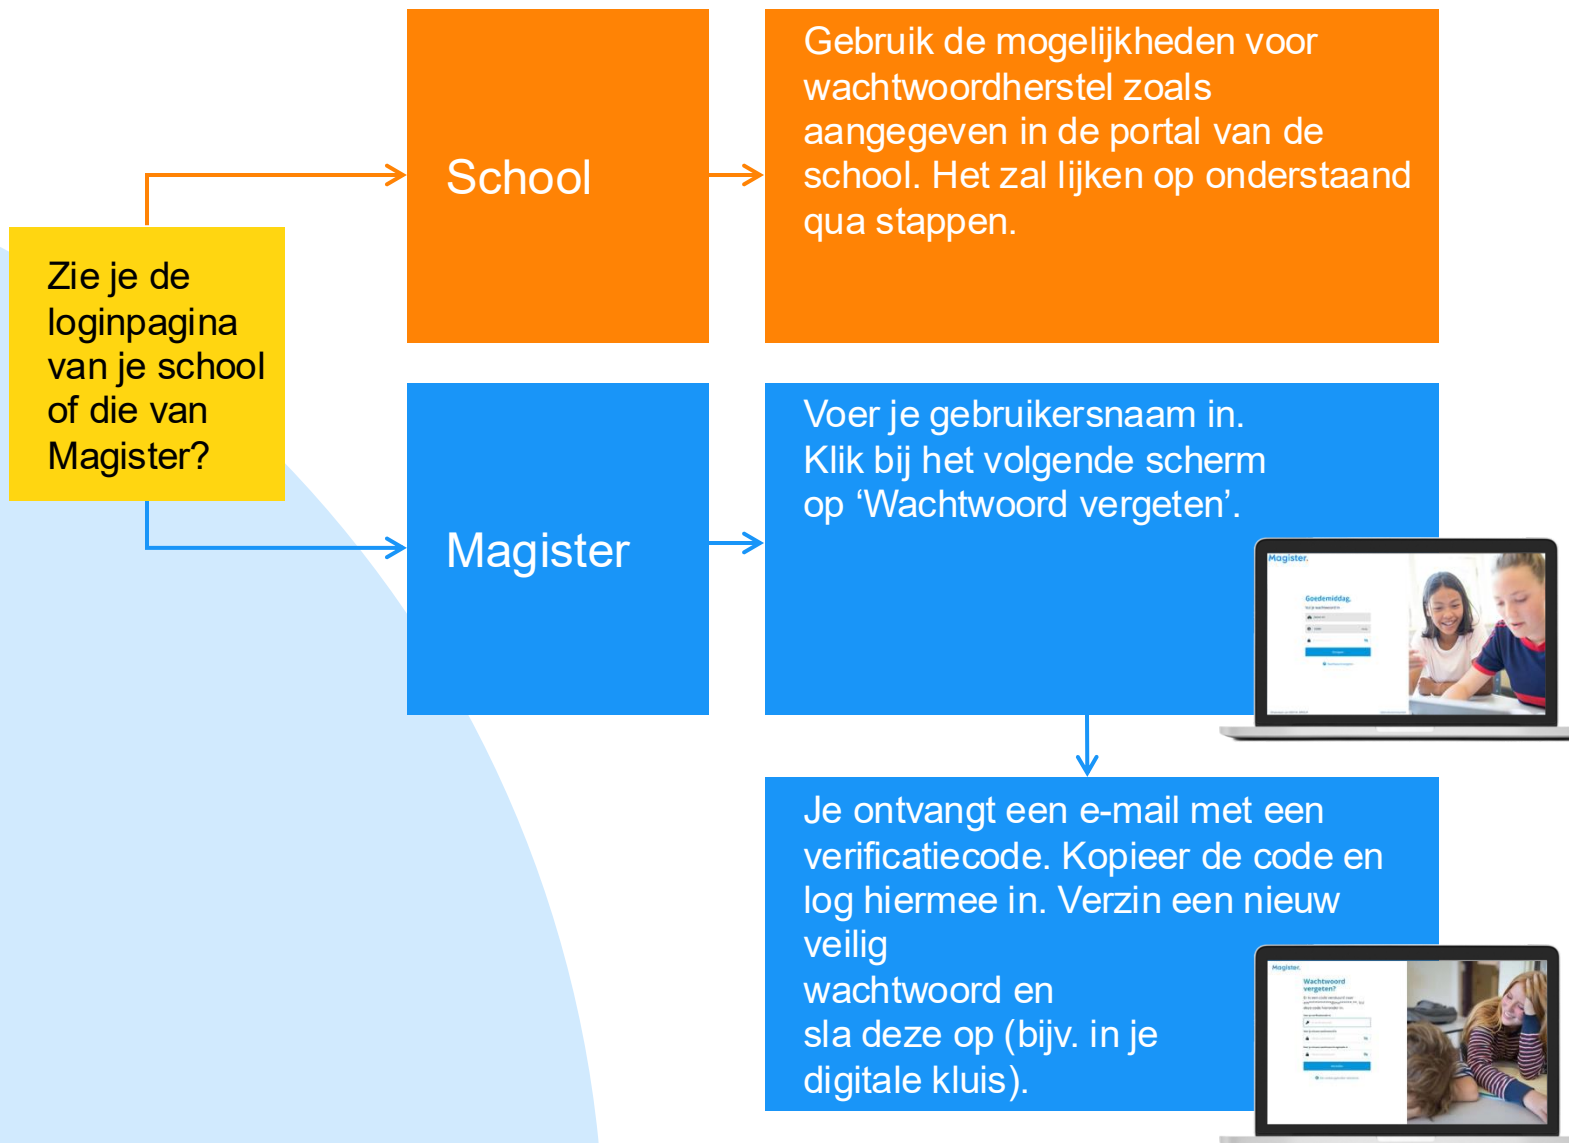 Zie je de
loginpagina
van je school
of die van
Magister?
School
Gebruik de mogelijkheden voor
wachtwoordherstel zoals
aangegeven in de portal van de
school. Het zal lijken op onderstaand
qua stappen.
Magister
Voer je gebruikersnaam in.
Klik bij het volgende scherm
op ‘Wachtwoord vergeten’.
Magister.
Goedemiddag,
Je ontvangt een e-mail met een
verificatiecode. Kopieer de code en
log hiermee in. Verzin een nieuw
veilig
wachtwoord en
sla deze op (bijv. in je
digitale kluis).
Magister.
Wachtwoord
vergeten?